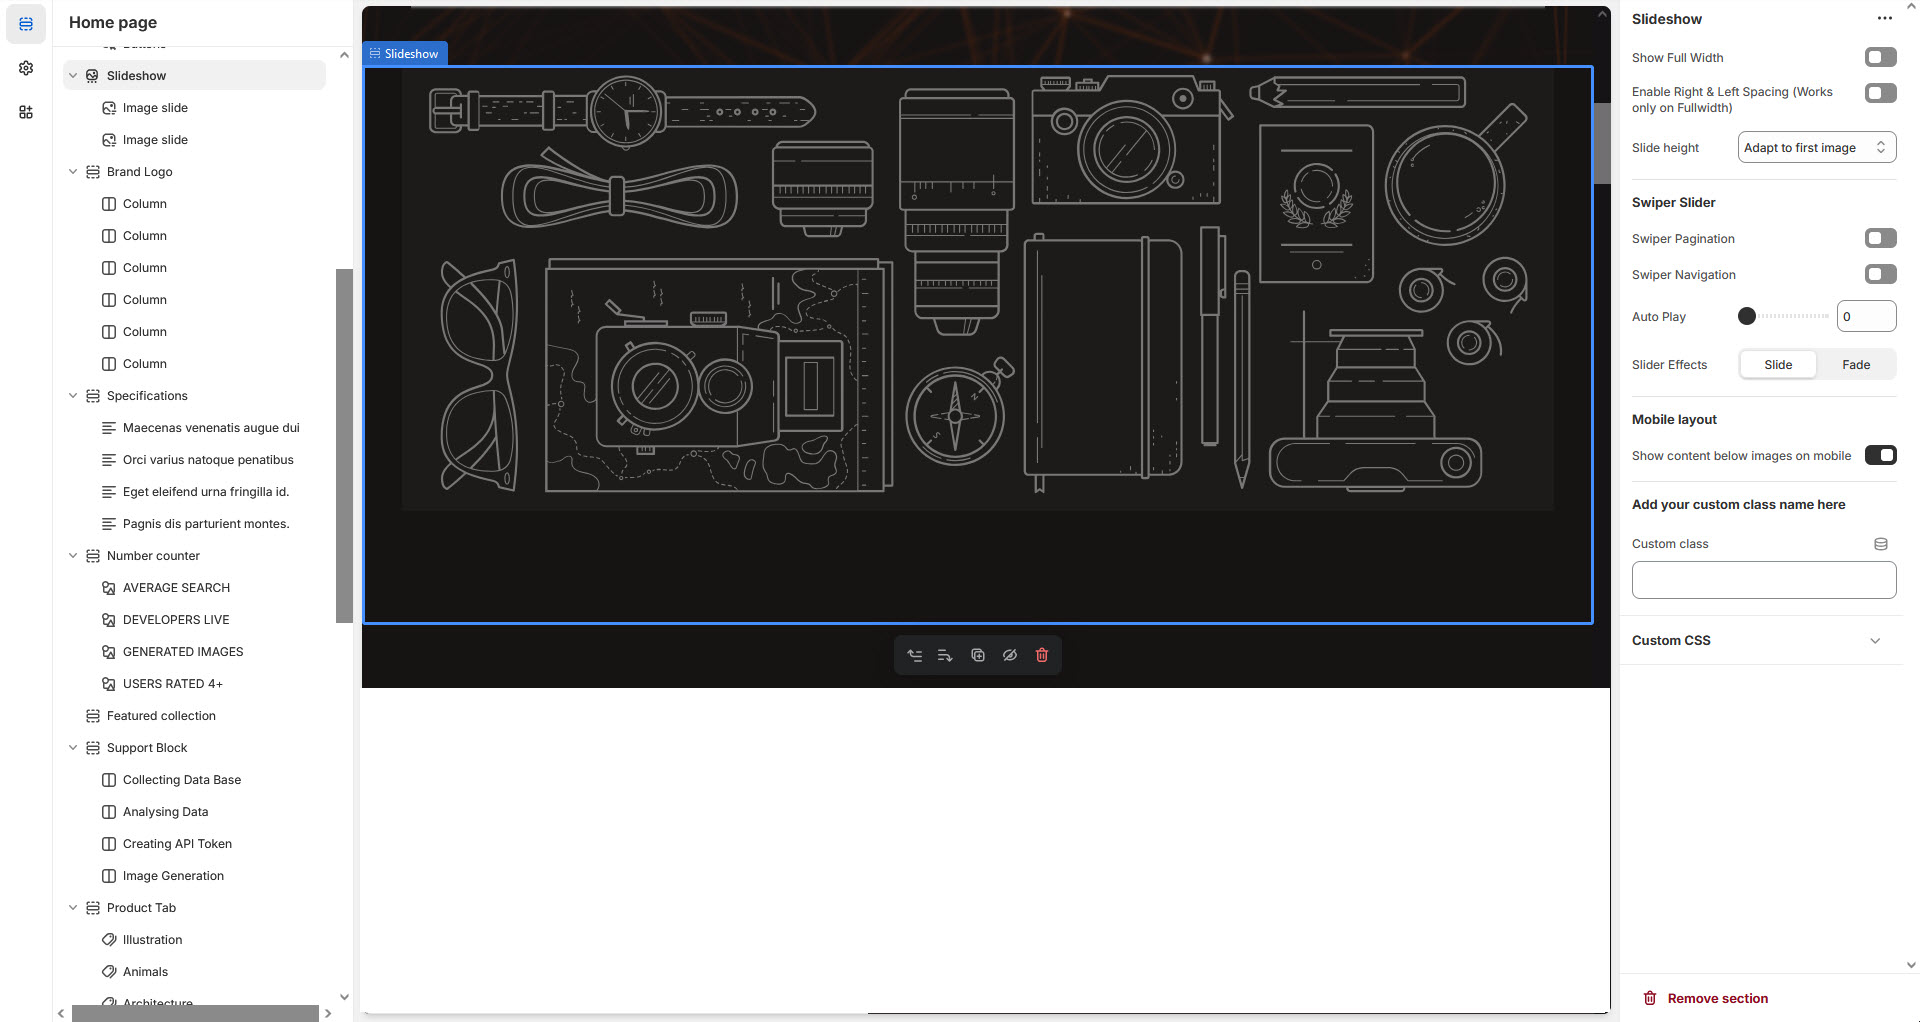 Home page
Buttons
Slideshow
Image slide
Image slide
Brand Logo
Column
Column
Column
Column
Column
Column
Specifications
Maecenas venenatis augue dui
Orci varius natoque penatibus
Eget eleifend urna fringilla id.
Pagnis dis parturient montes.
Number counter
AVERAGE SEARCH
DEVELOPERS LIVE
GENERATED IMAGES
USERS RATED 4+
Featured collection
Support Block
Collecting Data Base
Analysing Data
Creating API Token
Image Generation
Product Tab
Illustration
Animals
Architecture
Slideshow
N
S
Slideshow
Show Full Width
Enable Right & Left Spacing (Works
only on Fullwidth)
Slide height
Adapt to first image
Swiper Slider
Swiper Pagination
Swiper Navigation
Auto Play
0
Slider Effects
Slide
Fade
Mobile layout
Show content below images on mobile
Add your custom class name here
Custom class
Custom CSS
Remove section